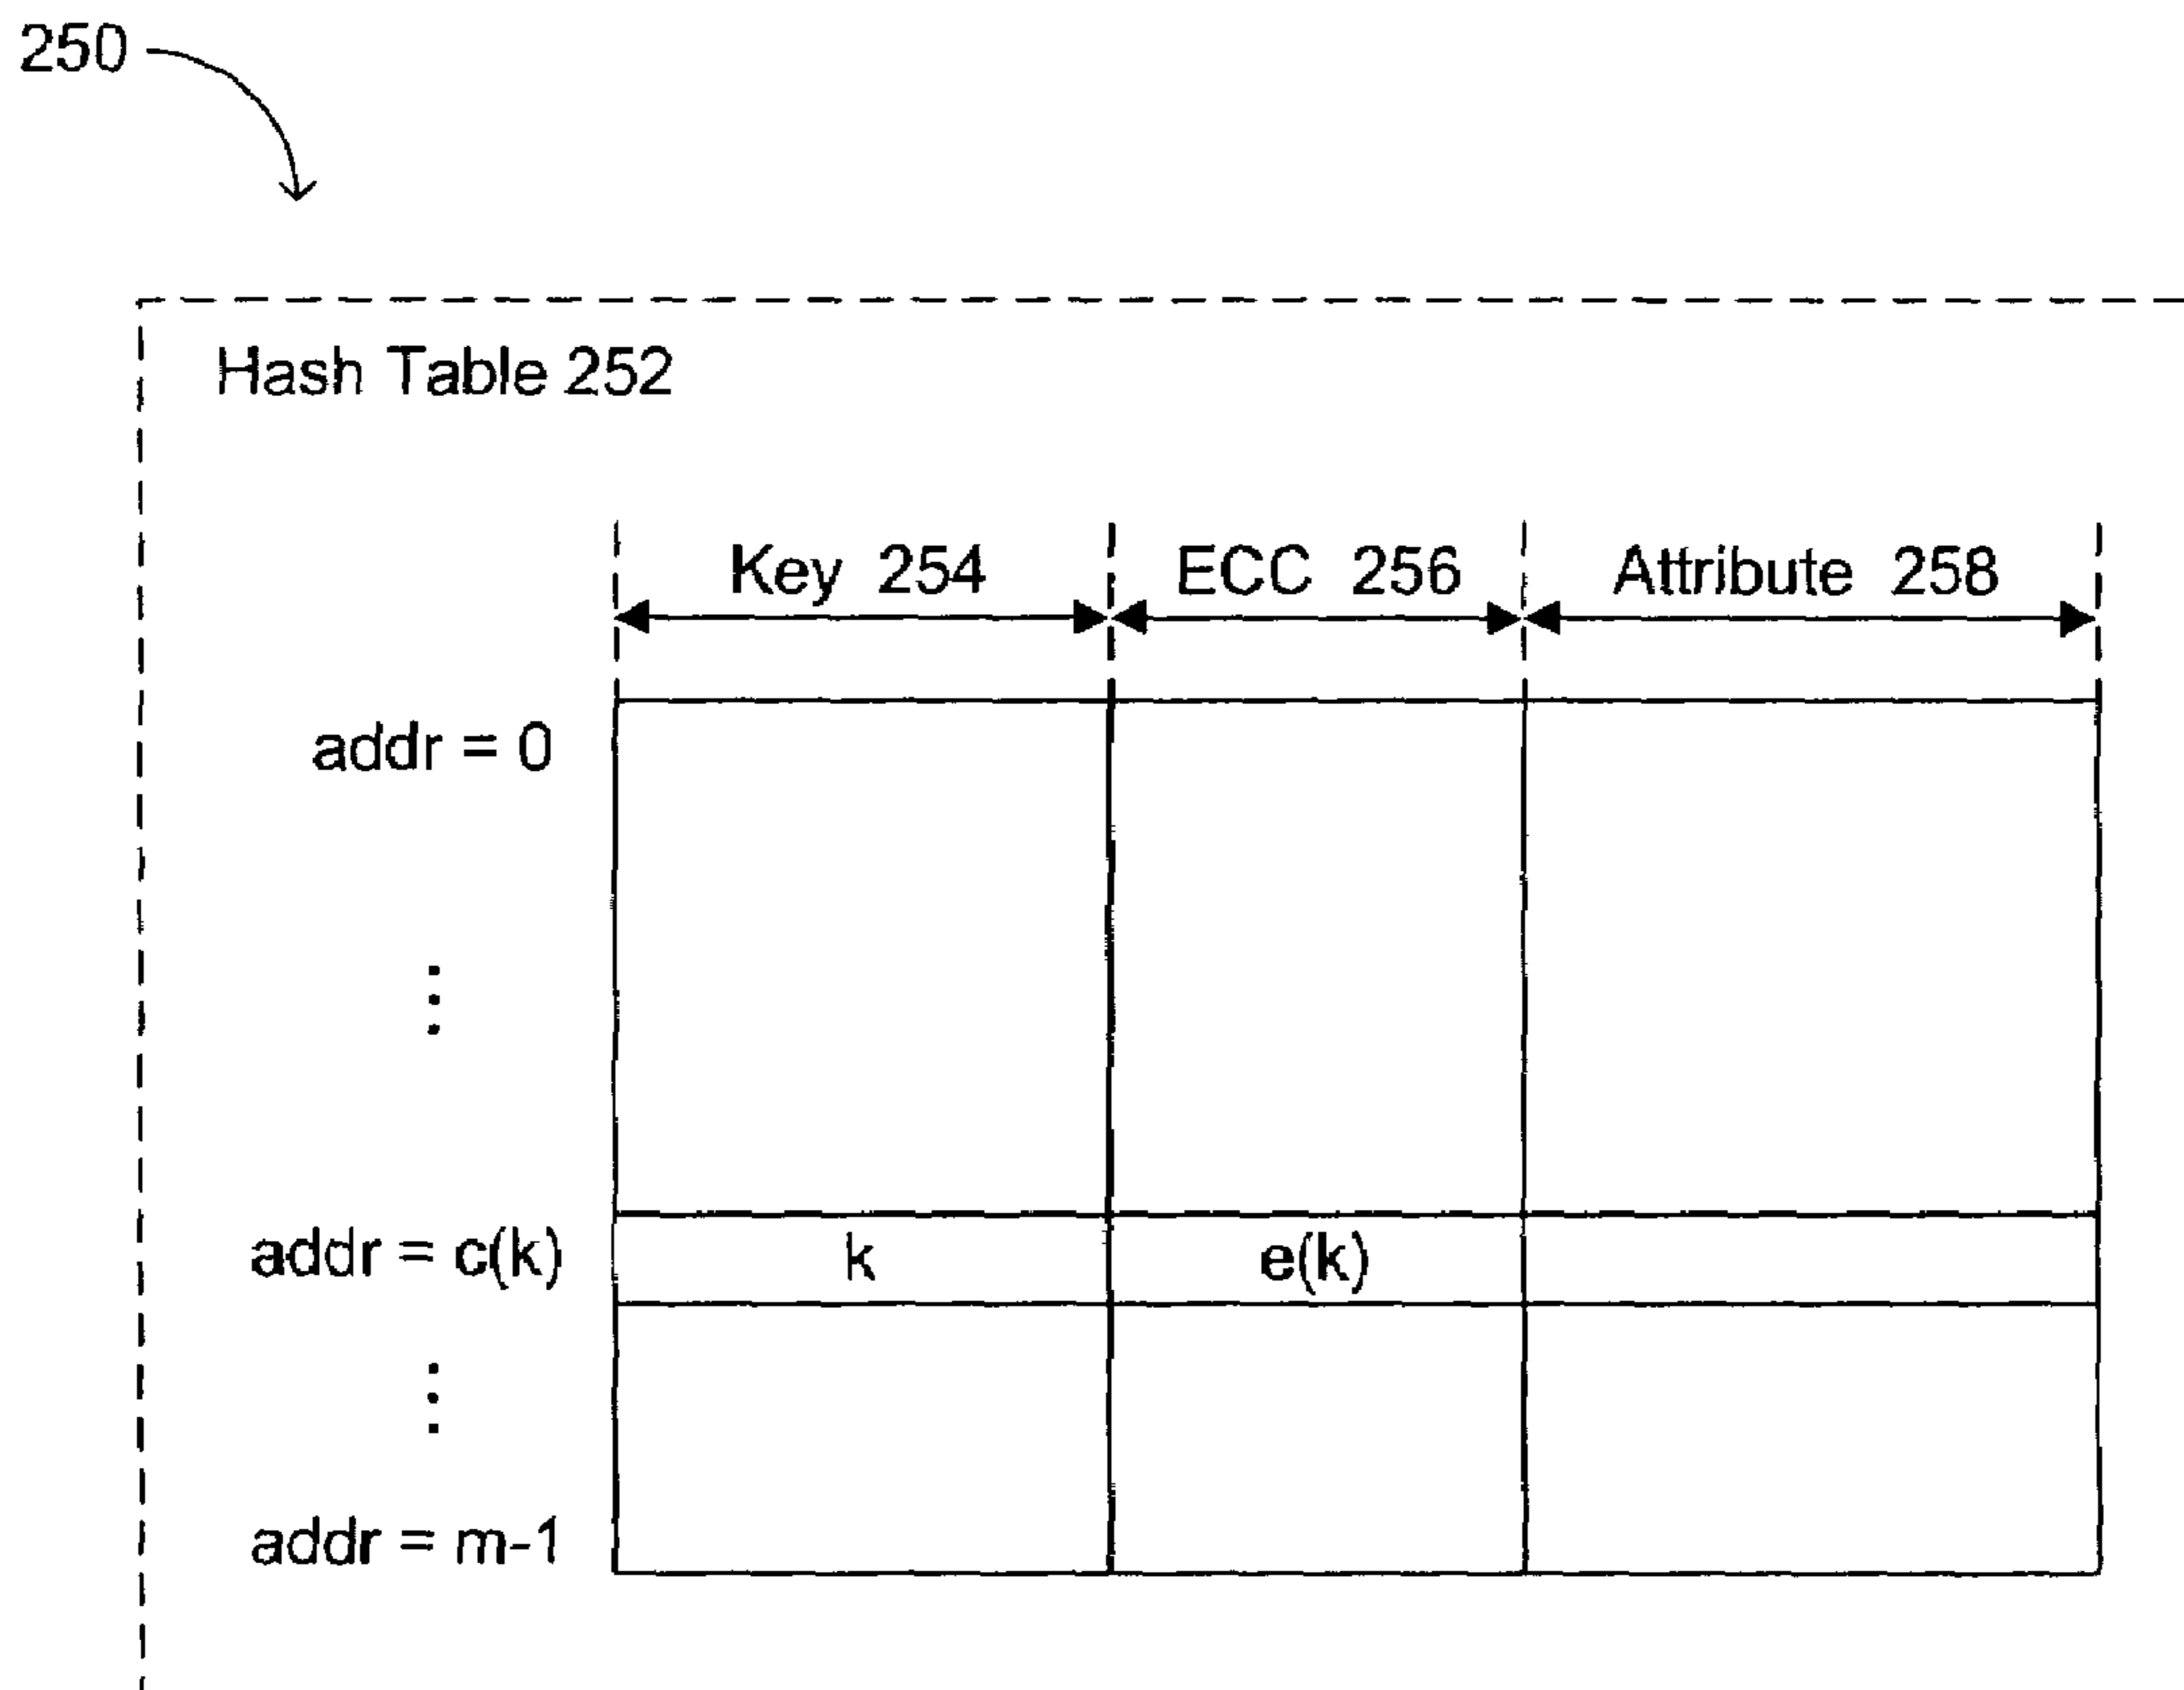 250
Hash Table 252
Key 254 ECC 256 Attribute 258
addr = 0
addr = c(k) k e(k)
addr = m-1